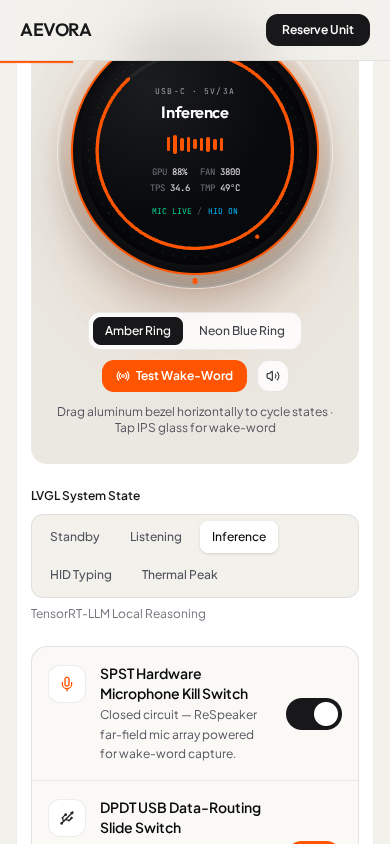 AEVORA
Reserve Unit
USB-C · 5V/3A
Inference
GPU 88% FAN 3800
TPS 34.6 TMP 49°C
MIC LIVE / HID ON
Amber Ring
Neon Blue Ring
Test Wake-Word
Drag aluminum bezel horizontally to cycle states ·
Tap IPS glass for wake-word
LVGL System State
Standby
Listening
Inference
HID Typing
Thermal Peak
TensorRT-LLM Local Reasoning
SPST Hardware
Microphone Kill Switch
Closed circuit — ReSpeaker
far-field mic array powered
for wake-word capture.
DPDT USB Data-Routing
Slide Switch